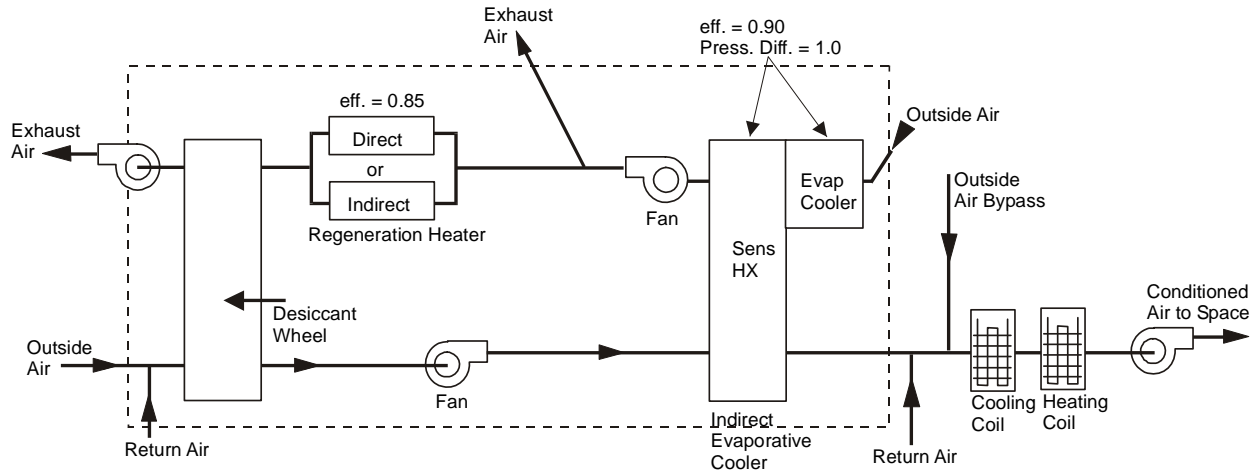 Exhaust
Air
eff. = 0.90
Press. Diff. = 1.0
eff. = 0.85
Exhaust
Air
Direct
or
Indirect
Regeneration Heater
Fan
Evap
Cooler
Outside Air
Outside
Air Bypass
Sens
HX
Desiccant
Wheel
Conditioned
Air to Space
Outside
Air
Fan
Return Air
Indirect
Evaporative
Cooler
Return Air
Cooling
Coil
Heating
Coil